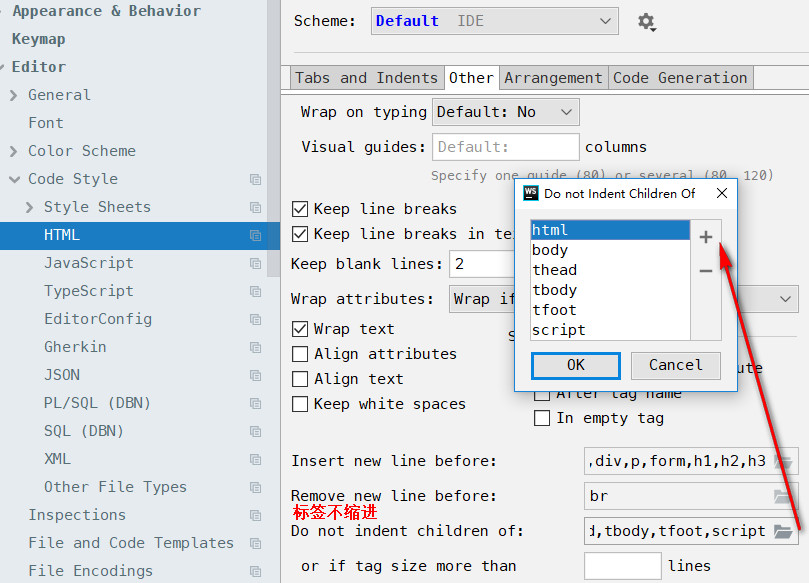 Appearance & Behavior
Keymap
Editor
General
Font
Color Scheme
Code Style
Style Sheets
HTML
JavaScript
TypeScript
EditorConfig
Gherkin
JSON
PL/SQL (DBN)
SQL (DBN)
XML
Other File Types
Inspections
File and Code Templates
File Encodings
Scheme: Default IDE
Tabs and Indents Other Arrangement Code Generation
Wrap on typing Default: No
Visual guides: Default: columns
Specify one guide (80) or several (80, 120)
Keep line breaks
Keep line breaks in te
Keep blank lines: 2
Wrap attributes: Wrap if
Wrap text
Align attributes
Align text
Keep white spaces
WS Do not Indent Children Of
html
body
thead
tbody
tfoot
script
OK Cancel
After tag name
In empty tag
Insert new line before: ,div,p,form,h1,h2,h3
Remove new line before: br
标签不缩进
Do not indent children of: d,tbody,tfoot,script
or if tag size more than lines